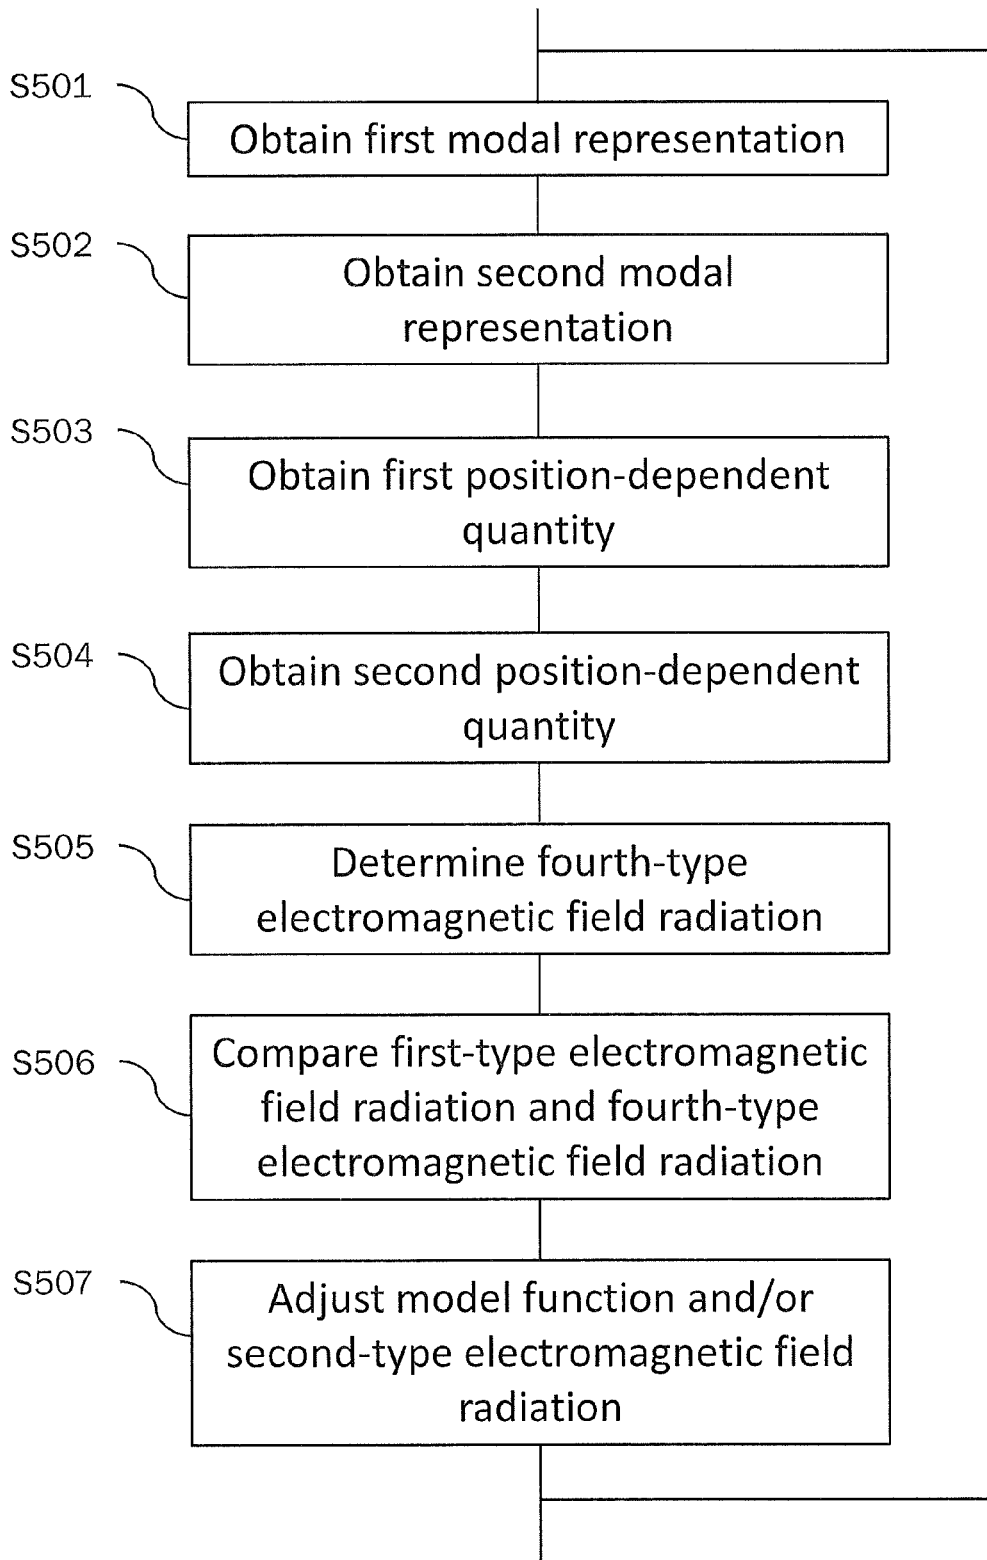 S501
Obtain first modal representation
S502
Obtain second modal
representation
S503
Obtain first position-dependent
quantity
S504
Obtain second position-dependent
quantity
S505
Determine fourth-type
electromagnetic field radiation
S506
Compare first-type electromagnetic
field radiation and fourth-type
electromagnetic field radiation
S507
Adjust model function and/or
second-type electromagnetic field
radiation